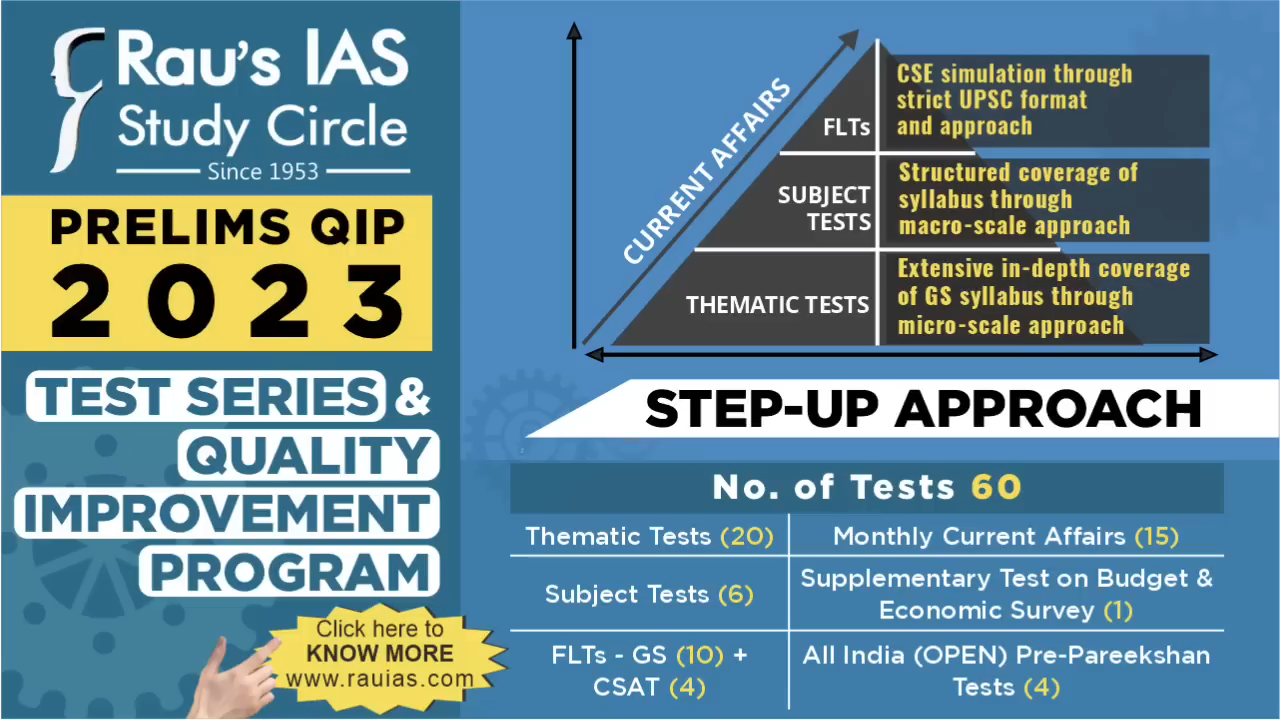 Rau's IAS
Study Circle
Since 1953
PRELIMS QIP
2023
TEST SERIES &
QUALITY
IMPROVEMENT
PROGRAM
Click here to
KNOW MORE
www.rauias.com
CURRENT AFFAIRS
FLTs
CSE simulation through
strict UPSC format
and approach
SUBJECT
TESTS
Structured coverage of
syllabus through
macro-scale approach
THEMATIC TESTS
Extensive in-depth coverage
of GS syllabus through
micro-scale approach
STEP-UP APPROACH
No. of Tests 60
Thematic Tests (20)
Monthly Current Affairs (15)
Subject Tests (6)
Supplementary Test on Budget &
Economic Survey (1)
FLTs - GS (10) +
CSAT (4)
All India (OPEN) Pre-Pareekshan
Tests (4)